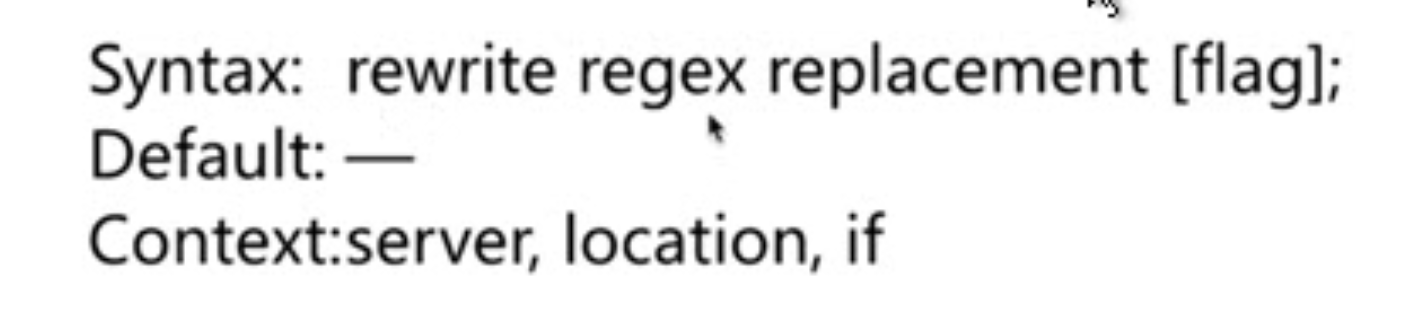 Syntax: rewrite regex replacement [flag];
Default: —
Context:server, location, if